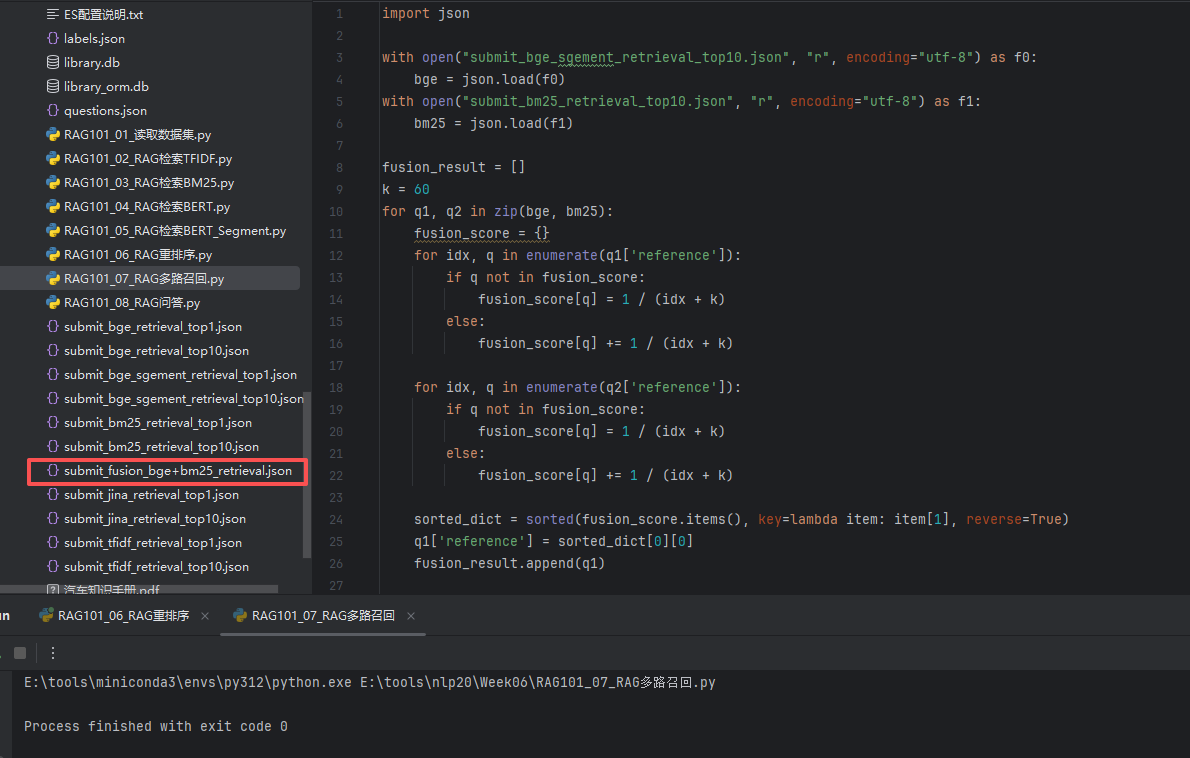 ES配置说明.txt
labels.json
library.db
library_orm.db
questions.json
RAG101_01_读取数据集.py
RAG101_02_RAG检索TFIDF.py
RAG101_03_RAG检索BM25.py
RAG101_04_RAG检索BERT.py
RAG101_05_RAG检索BERT_Segment.py
RAG101_06_RAG重排序.py
RAG101_07_RAG多路召回.py
RAG101_08_RAG问答.py
submit_bge_retrieval_top1.json
submit_bge_retrieval_top10.json
submit_bge_sgement_retrieval_top1.json
submit_bge_sgement_retrieval_top10.json
submit_bm25_retrieval_top1.json
submit_bm25_retrieval_top10.json
submit_fusion_bge+bm25_retrieval.json
submit_jina_retrieval_top1.json
submit_jina_retrieval_top10.json
submit_tfidf_retrieval_top1.json
submit_tfidf_retrieval_top10.json
汽车知识手册.pdf
1 import json
2
3 with open("submit_bge_sgement_retrieval_top10.json", "r", encoding="utf-8") as f0:
4     bge = json.load(f0)
5 with open("submit_bm25_retrieval_top10.json", "r", encoding="utf-8") as f1:
6     bm25 = json.load(f1)
7
8 fusion_result = []
9 k = 60
10 for q1, q2 in zip(bge, bm25):
11     fusion_score = {}
12     for idx, q in enumerate(q1['reference']):
13         if q not in fusion_score:
14             fusion_score[q] = 1 / (idx + k)
15         else:
16             fusion_score[q] += 1 / (idx + k)
17
18     for idx, q in enumerate(q2['reference']):
19         if q not in fusion_score:
20             fusion_score[q] = 1 / (idx + k)
21         else:
22             fusion_score[q] += 1 / (idx + k)
23
24     sorted_dict = sorted(fusion_score.items(), key=lambda item: item[1], reverse=True)
25     q1['reference'] = sorted_dict[0][0]
26     fusion_result.append(q1)
27
un RAG101_06_RAG重排序 × RAG101_07_RAG多路召回 ×
E:\tools\miniconda3\envs\py312\python.exe E:\tools\nlp20\Week06\RAG101_07_RAG多路召回.py
Process finished with exit code 0